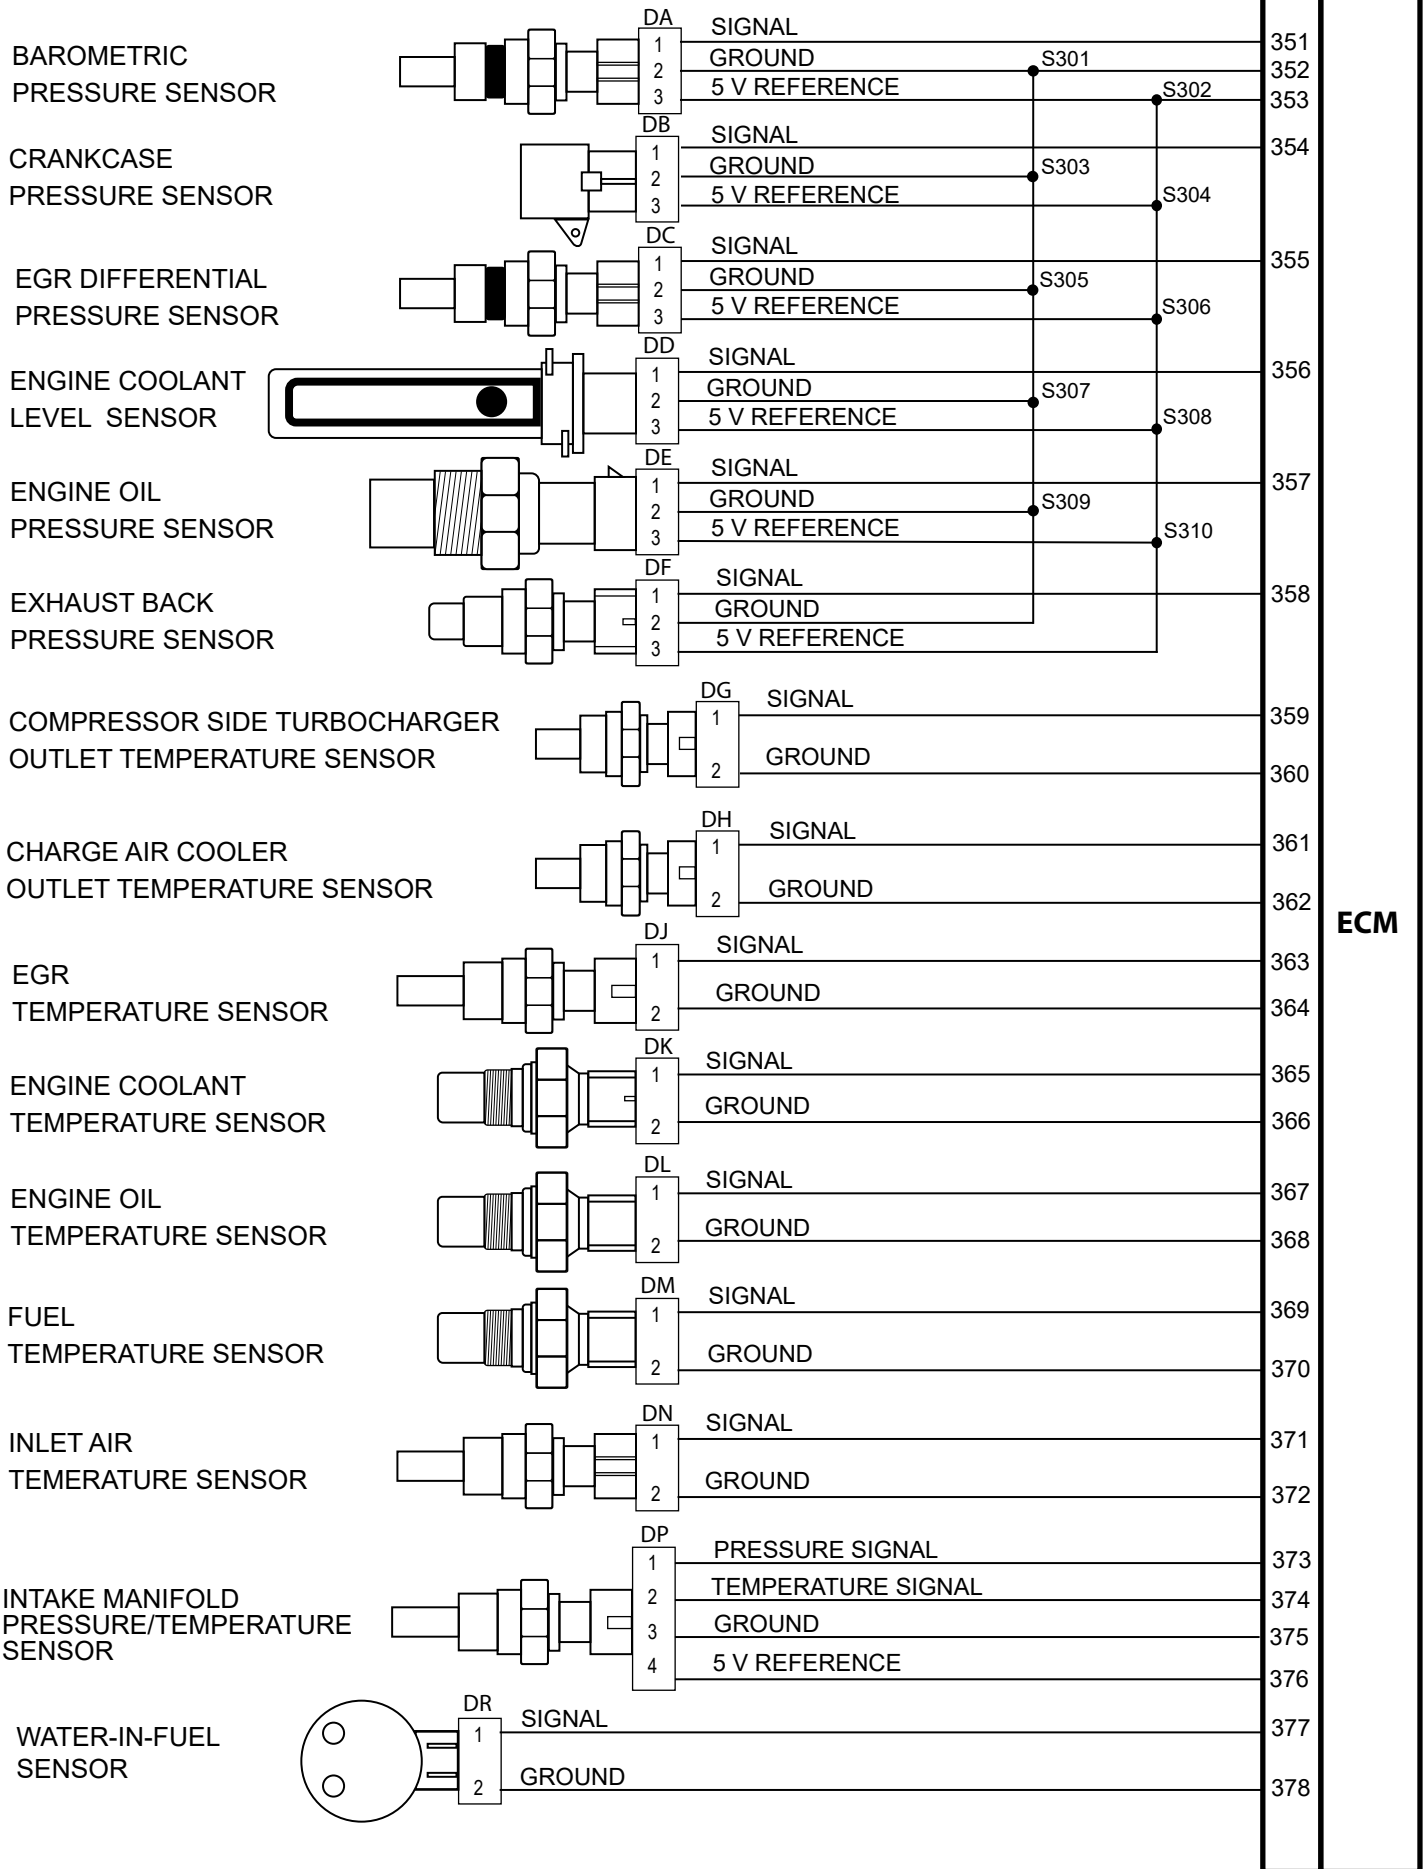 DA
BAROMETRIC
PRESSURE SENSOR
1
2
3
SIGNAL
GROUND
5 V REFERENCE
S301
S302
351
352
353
DB
CRANKCASE
PRESSURE SENSOR
1
2
3
SIGNAL
GROUND
5 V REFERENCE
S303
S304
354
DC
EGR DIFFERENTIAL
PRESSURE SENSOR
1
2
3
SIGNAL
GROUND
5 V REFERENCE
S305
S306
355
DD
ENGINE COOLANT
LEVEL SENSOR
1
2
3
SIGNAL
GROUND
5 V REFERENCE
S307
S308
356
DE
ENGINE OIL
PRESSURE SENSOR
1
2
3
SIGNAL
GROUND
5 V REFERENCE
S309
S310
357
DF
EXHAUST BACK
PRESSURE SENSOR
1
2
3
SIGNAL
GROUND
5 V REFERENCE
358
DG
COMPRESSOR SIDE TURBOCHARGER
OUTLET TEMPERATURE SENSOR
1
2
SIGNAL
GROUND
359
360
DH
CHARGE AIR COOLER
OUTLET TEMPERATURE SENSOR
1
2
SIGNAL
GROUND
361
362
ECM
DJ
EGR
TEMPERATURE SENSOR
1
2
SIGNAL
GROUND
363
364
DK
ENGINE COOLANT
TEMPERATURE SENSOR
1
2
SIGNAL
GROUND
365
366
DL
ENGINE OIL
TEMPERATURE SENSOR
1
2
SIGNAL
GROUND
367
368
DM
FUEL
TEMPERATURE SENSOR
1
2
SIGNAL
GROUND
369
370
DN
INLET AIR
TEMERATURE SENSOR
1
2
SIGNAL
GROUND
371
372
DP
INTAKE MANIFOLD
PRESSURE/TEMPERATURE
SENSOR
1
2
3
4
PRESSURE SIGNAL
TEMPERATURE SIGNAL
GROUND
5 V REFERENCE
373
374
375
376
DR
WATER-IN-FUEL
SENSOR
1
2
SIGNAL
GROUND
377
378